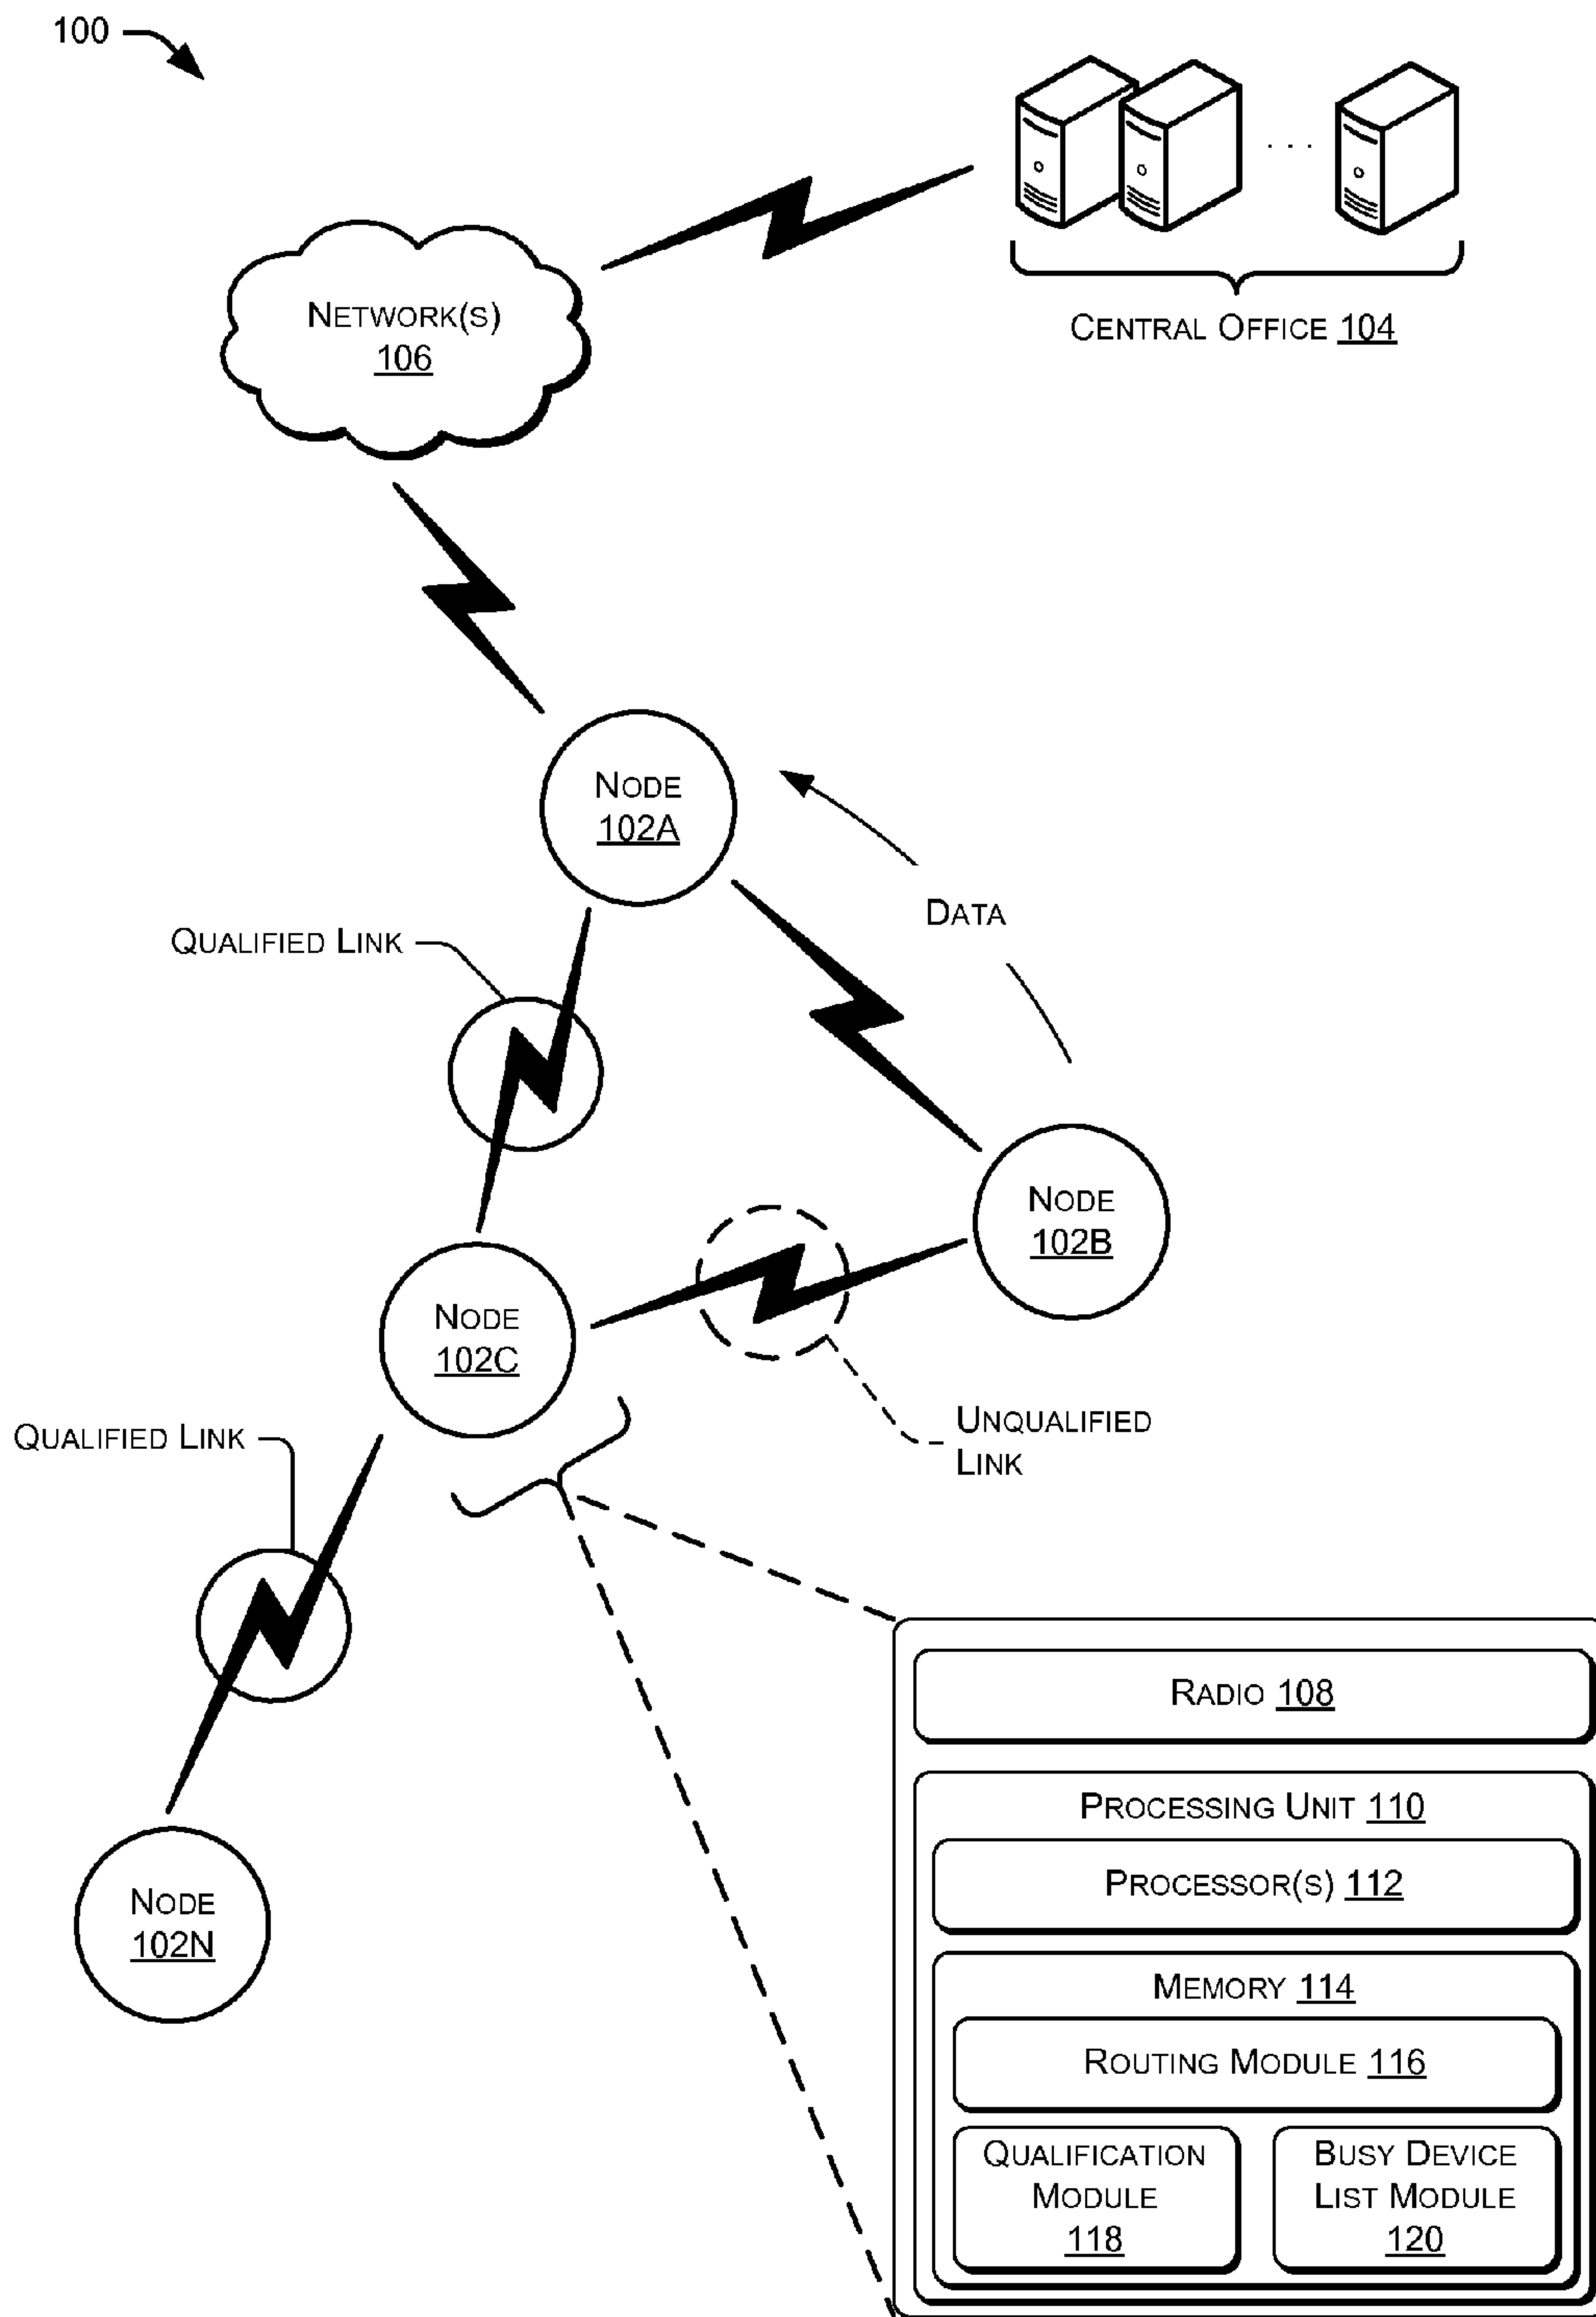 100
NETWORK(S)
106
CENTRAL OFFICE 104
NODE
102A
DATA
QUALIFIED LINK
NODE
102B
NODE
102C
UNQUALIFIED
LINK
QUALIFIED LINK
NODE
102N
RADIO 108
PROCESSING UNIT 110
PROCESSOR(S) 112
MEMORY 114
ROUTING MODULE 116
QUALIFICATION
MODULE
118
BUSY DEVICE
LIST MODULE
120